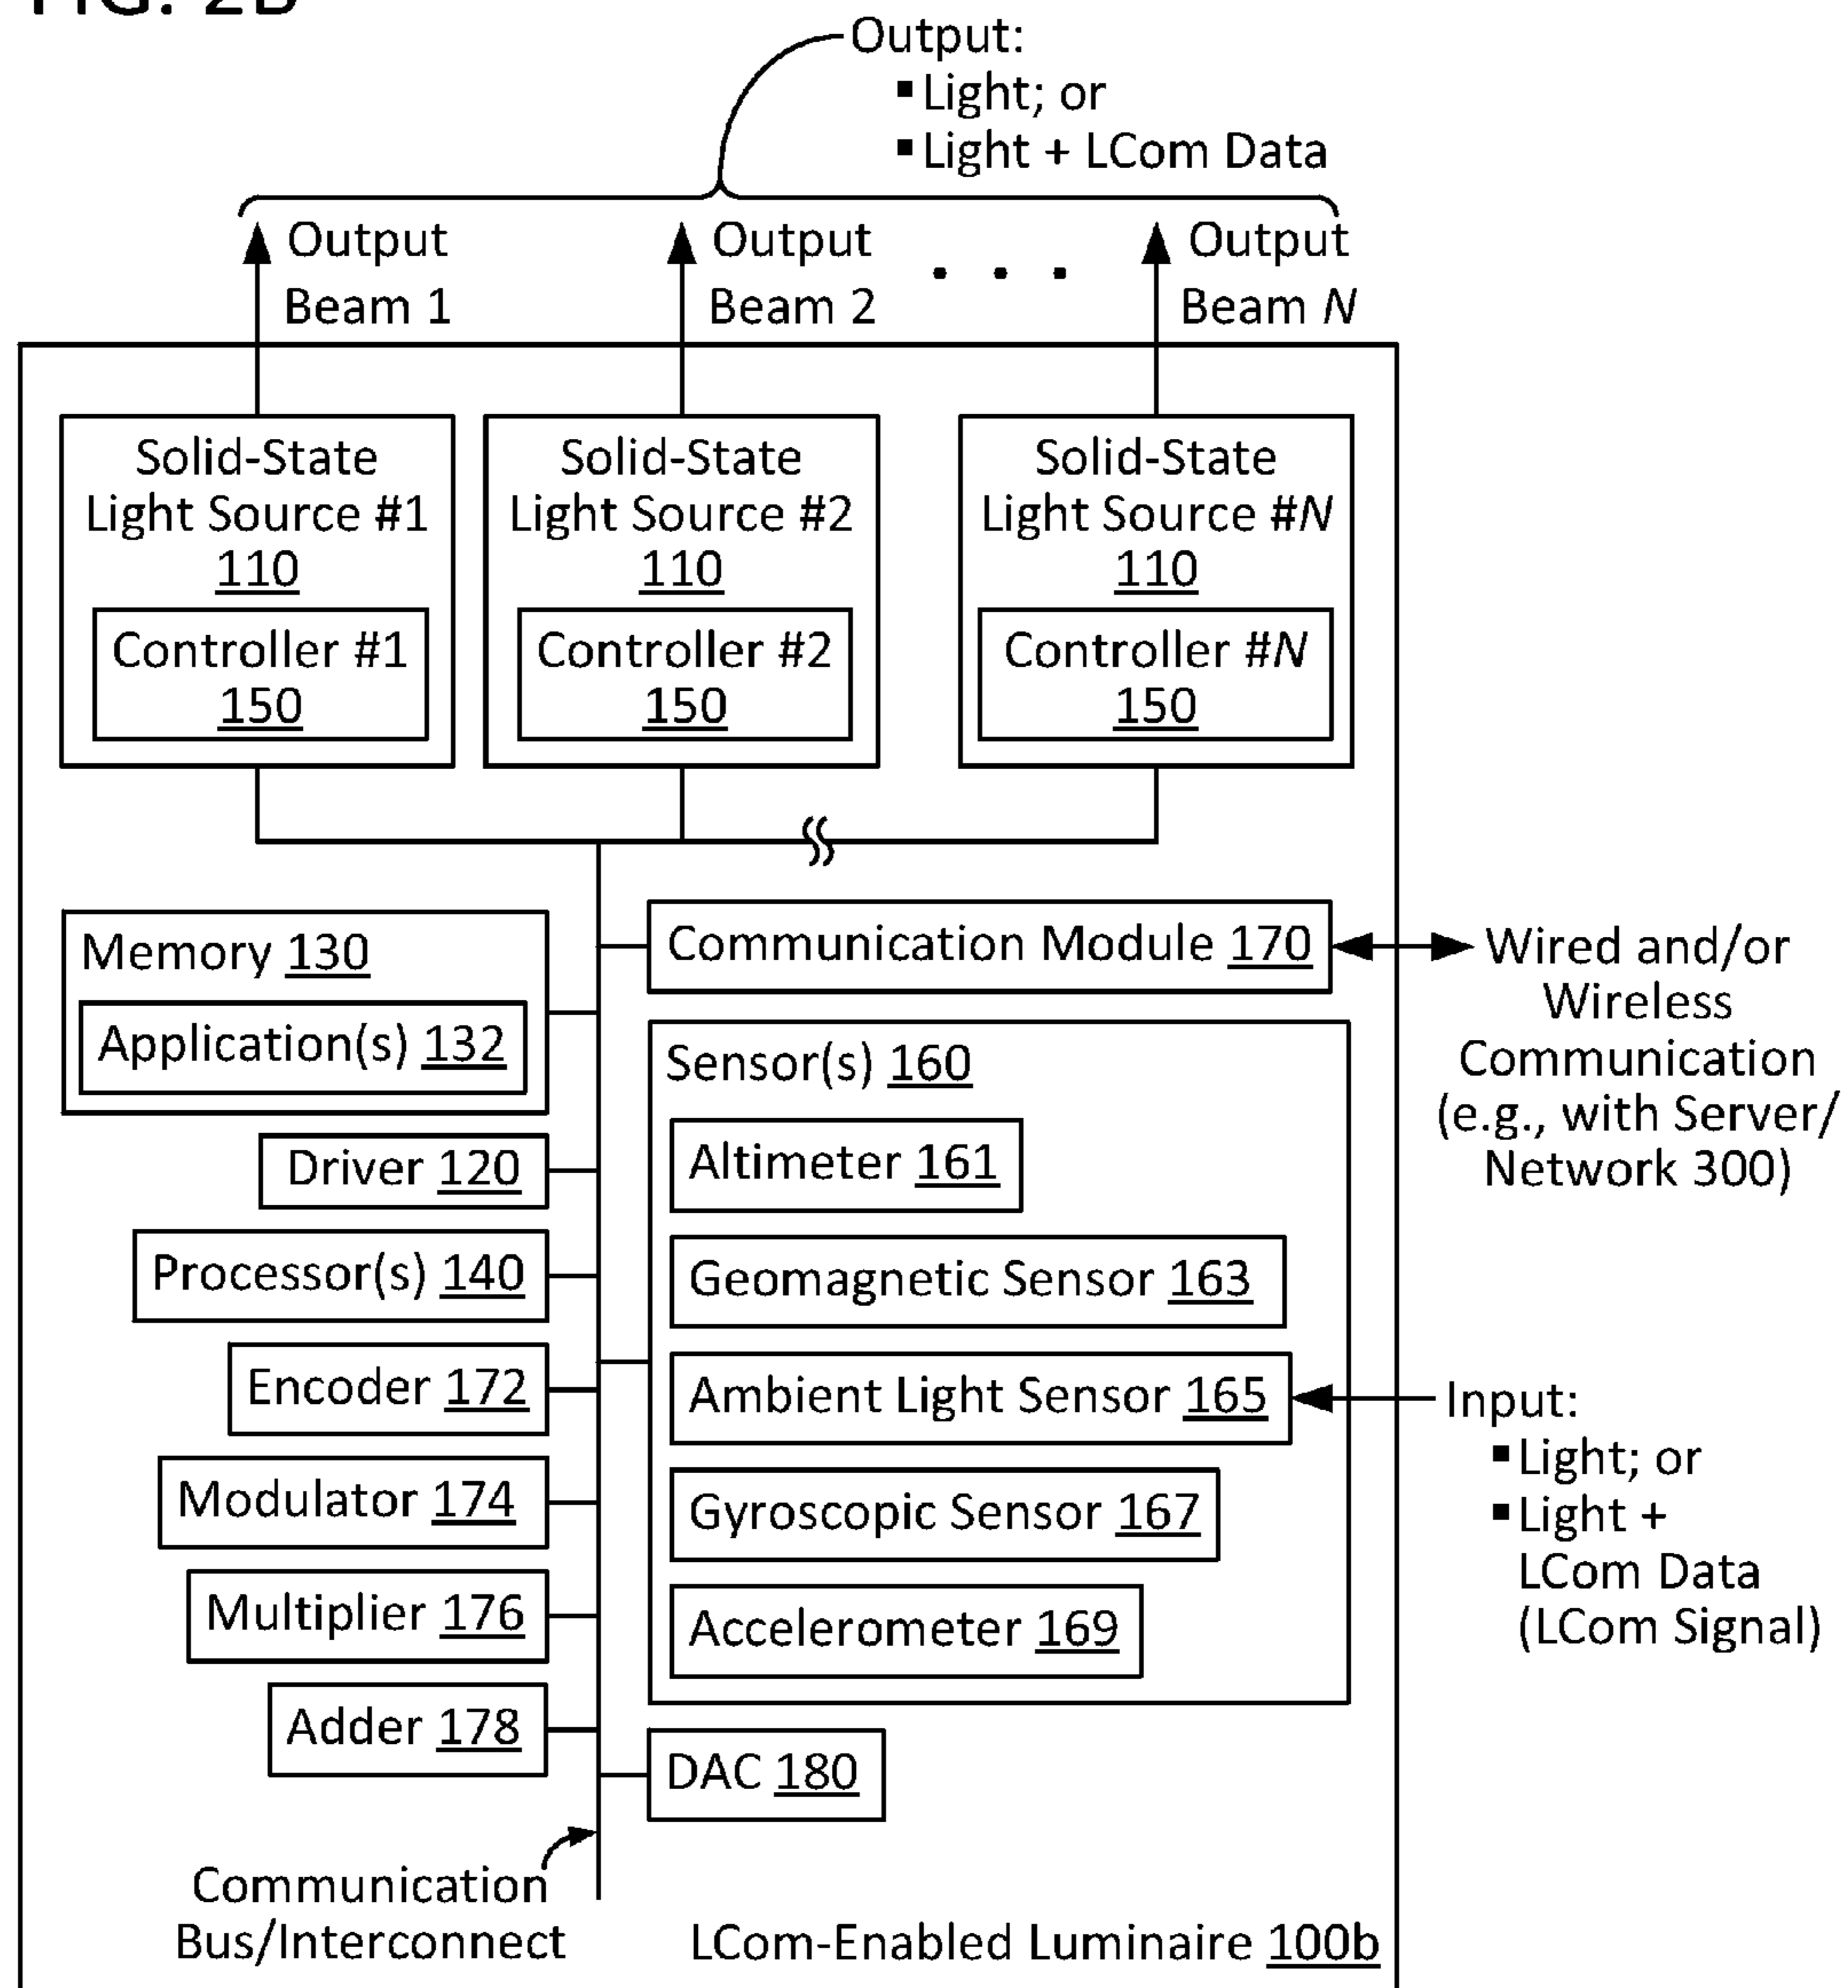 FIG. 2B
Output:
▪ Light; or
▪ Light + LCom Data
Output
Beam 1
Output
Beam 2
. . .
Output
Beam N
Solid-State
Light Source #1
110
Controller #1
150
Solid-State
Light Source #2
110
Controller #2
150
Solid-State
Light Source #N
110
Controller #N
150
Memory 130
Application(s) 132
Driver 120
Processor(s) 140
Encoder 172
Modulator 174
Multiplier 176
Adder 178
Communication
Bus/Interconnect
Communication Module 170
Wired and/or
Wireless
Communication
(e.g., with Server/
Network 300)
Sensor(s) 160
Altimeter 161
Geomagnetic Sensor 163
Ambient Light Sensor 165
Gyroscopic Sensor 167
Accelerometer 169
Input:
▪ Light; or
▪ Light +
LCom Data
(LCom Signal)
DAC 180
LCom-Enabled Luminaire 100b